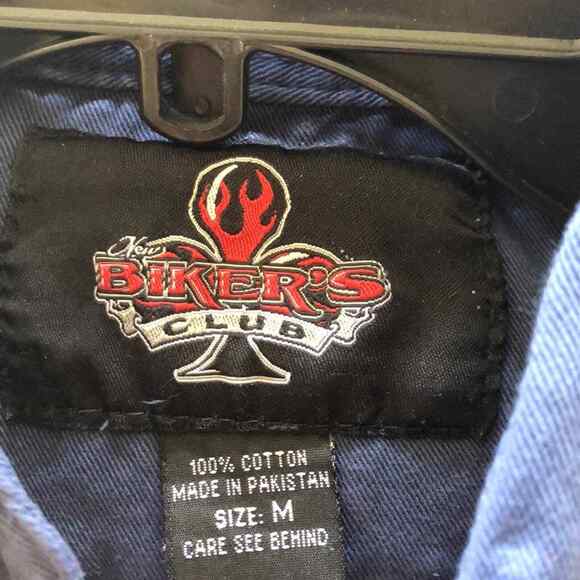 New
BIKER'S
CLUB
100% COTTON
MADE IN PAKISTAN
SIZE: M
CARE SEE BEHIND